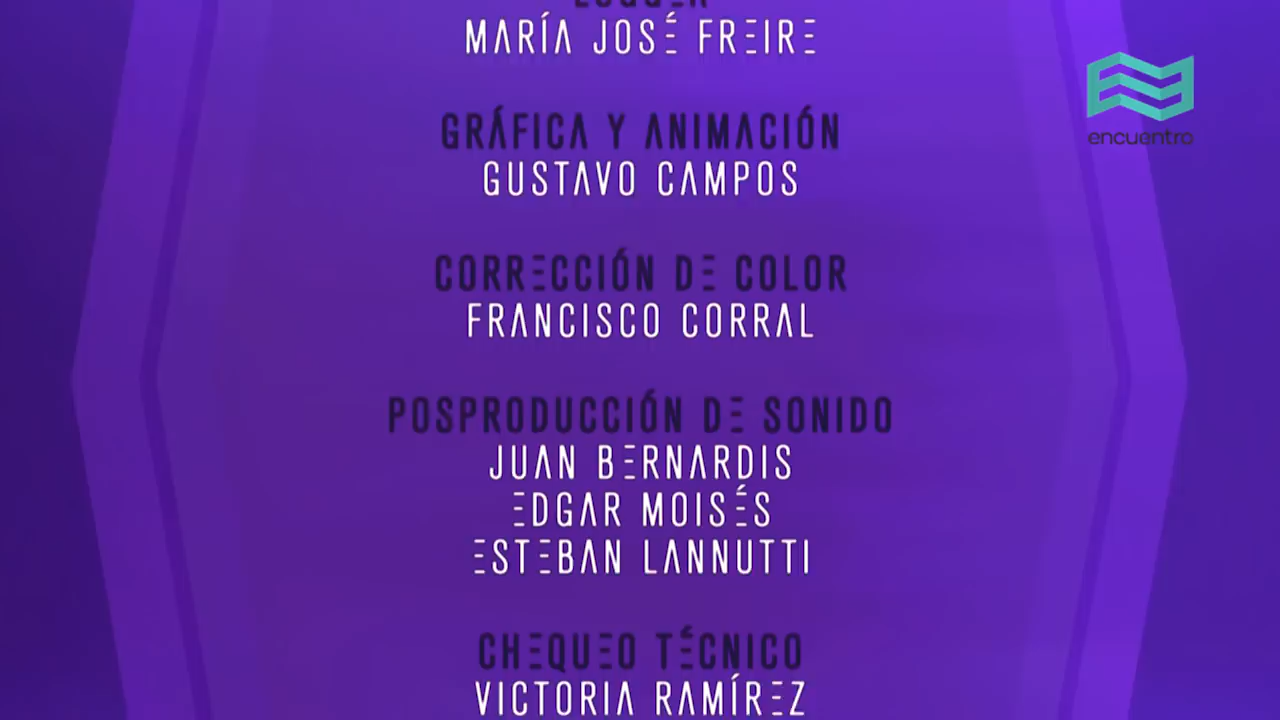 LOGGER
MARÍA JOSÉ FREIRE
encuentro
GRÁFICA Y ANIMACIÓN
GUSTAVO CAMPOS
CORRECCIÓN DE COLOR
FRANCISCO CORRAL
POSPRODUCCIÓN DE SONIDO
JUAN BERNARDIS
EDGAR MOISÉS
ESTEBAN LANNUTTI
CHEQUEO TÉCNICO
VICTORIA RAMÍREZ